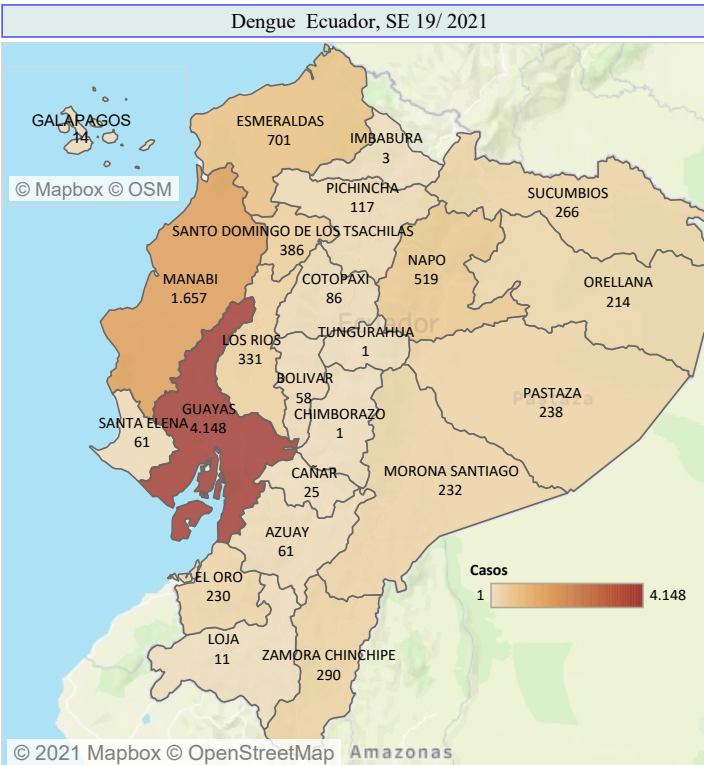 Dengue Ecuador, SE 19/ 2021
GALAPAGOS
14
© Mapbox © OSM
ESMERALDAS
701
IMBABURA
3
PICHINCHA
117
SUCUMBIOS
266
SANTO DOMINGO DE LOS TSACHILAS
386
NAPO
519
MANABI
1.657
COTOPAXI
86
ORELLANA
214
Ecuador
TUNGURAHUA
1
LOS RIOS
331
BOLIVAR
58
PASTAZA
238
Pastaza
GUAYAS
4.148
SANTA ELENA
61
CHIMBORAZO
1
CAÑAR
25
MORONA SANTIAGO
232
AZUAY
61
EL ORO
230
Casos
1
4.148
LOJA
11
ZAMORA CHINCHIPE
290
© 2021 Mapbox © OpenStreetMap
Amazonas